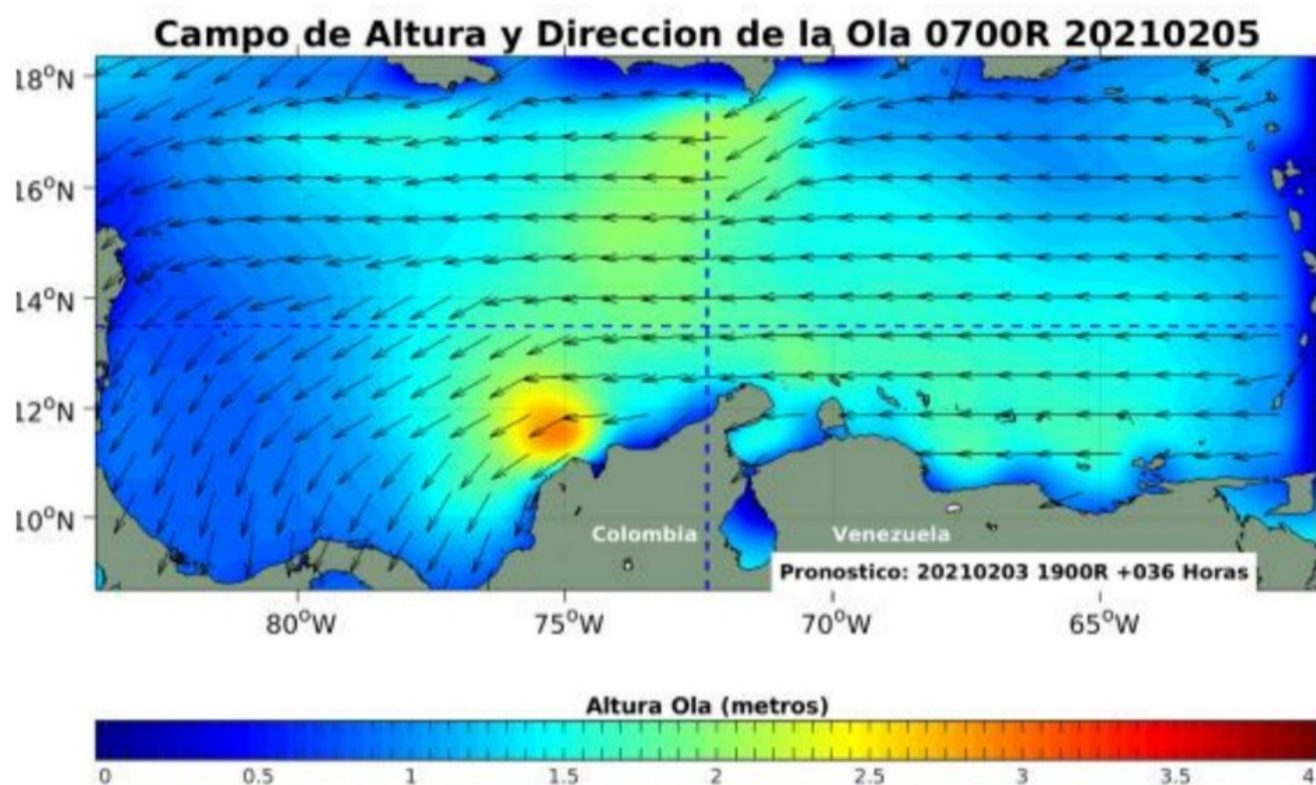 Campo de Altura y Direccion de la Ola 0700R 20210205
18°N
16°N
14°N
12°N
10°N
Colombia
Venezuela
Pronostico: 20210203 1900R +036 Horas
80°W 75°W 70°W 65°W
Altura Ola (metros)
0 0.5 1 1.5 2 2.5 3 3.5 4